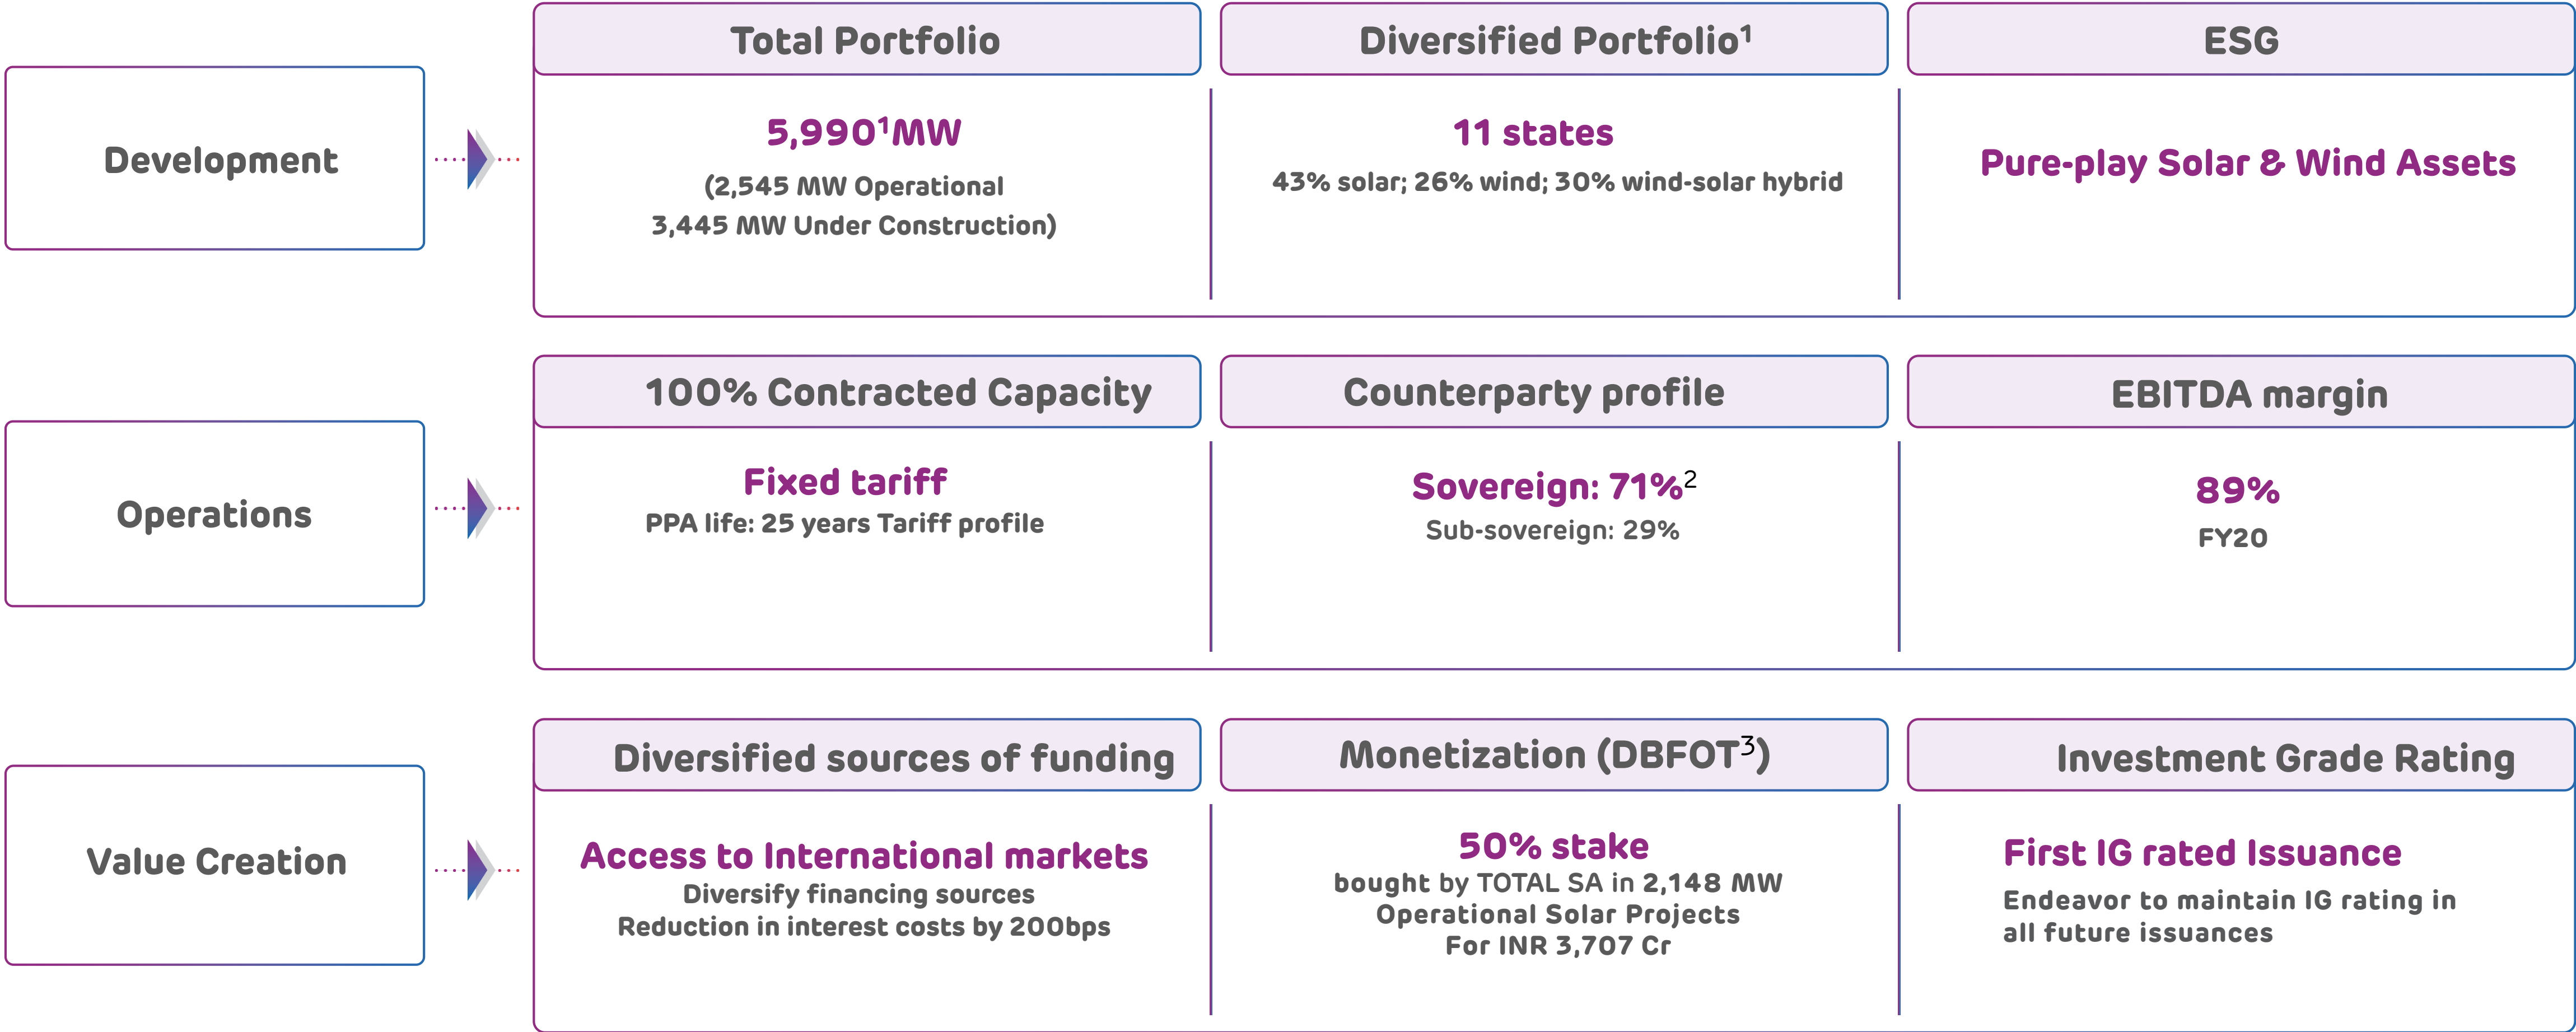 Development
Total Portfolio
5,990¹MW
(2,545 MW Operational
3,445 MW Under Construction)
Diversified Portfolio¹
11 states
43% solar; 26% wind; 30% wind-solar hybrid
ESG
Pure-play Solar & Wind Assets
Operations
100% Contracted Capacity
Fixed tariff
PPA life: 25 years Tariff profile
Counterparty profile
Sovereign: 71%²
Sub-sovereign: 29%
EBITDA margin
89%
FY20
Value Creation
Diversified sources of funding
Access to International markets
Diversify financing sources
Reduction in interest costs by 200bps
Monetization (DBFOT³)
50% stake
bought by TOTAL SA in 2,148 MW
Operational Solar Projects
For INR 3,707 Cr
Investment Grade Rating
First IG rated Issuance
Endeavor to maintain IG rating in
all future issuances